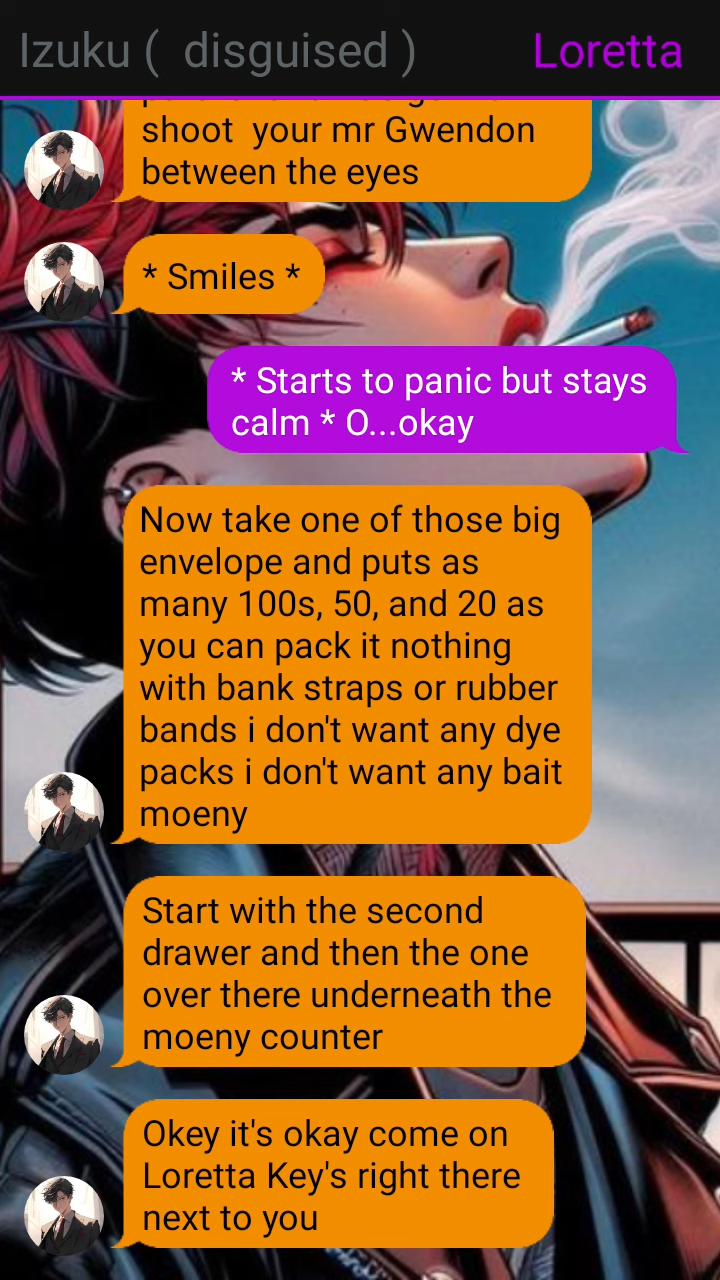 Izuku ( disguised ) Loretta
shoot your mr Gwendon
between the eyes
* Smiles *
* Starts to panic but stays
calm * O...okay
Now take one of those big
envelope and puts as
many 100s, 50, and 20 as
you can pack it nothing
with bank straps or rubber
bands i don't want any dye
packs i don't want any bait
moeny
Start with the second
drawer and then the one
over there underneath the
moeny counter
Okey it's okay come on
Loretta Key's right there
next to you